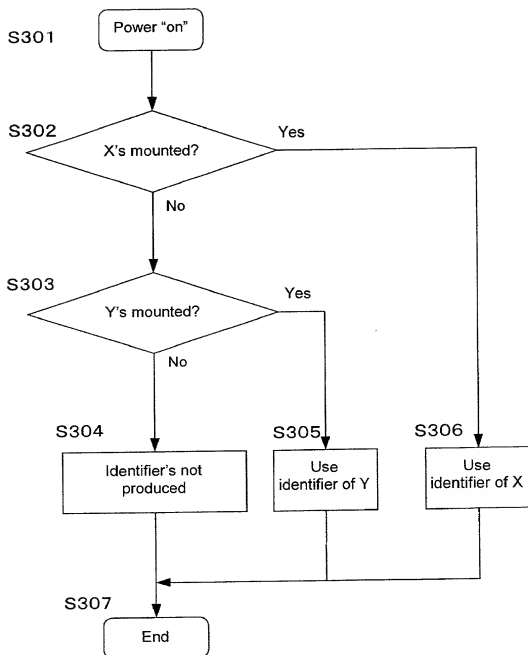 S301
Power "on"
S302
X's mounted?
Yes
No
S303
Y's mounted?
Yes
No
S304
Identifier's not
produced
S305
Use
identifier of Y
S306
Use
identifier of X
S307
End